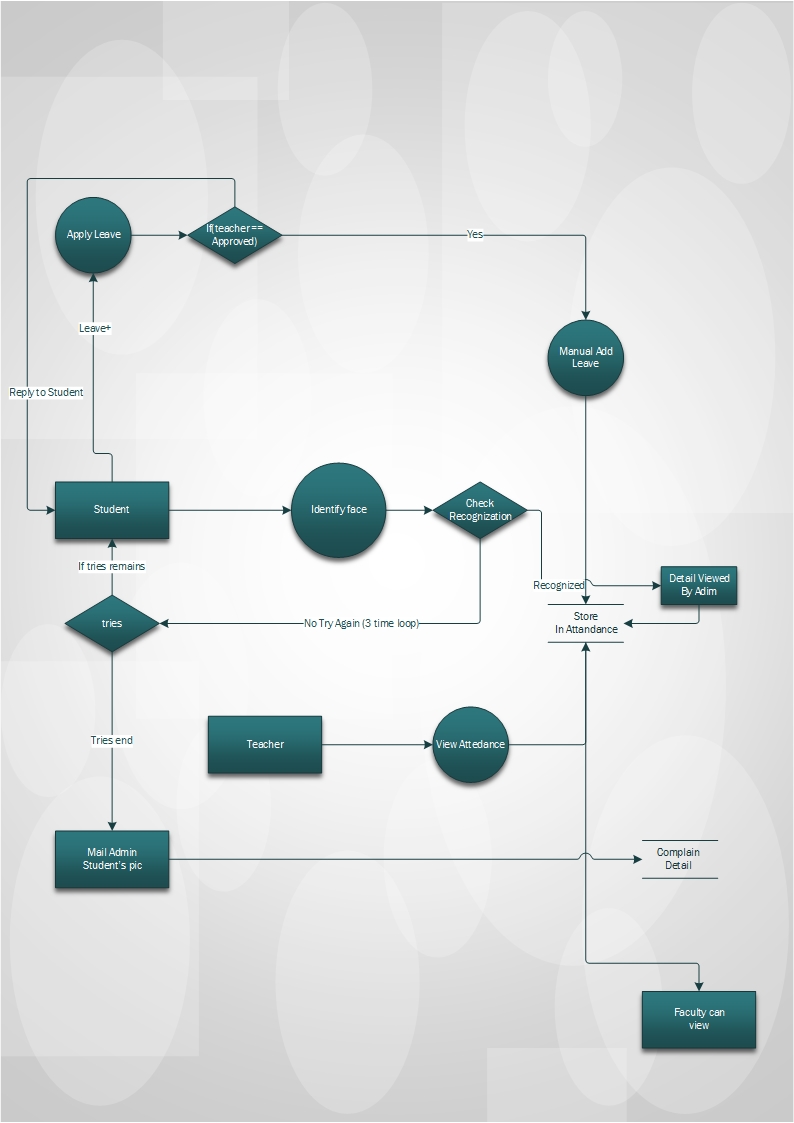 Apply Leave
If(teacher ==
Approved)
Yes
Leave+
Manual Add
Leave
Reply to Student
Student
Identify face
Check
Recognization
If tries remains
Recognized
Detail Viewed
By Adim
tries
No Try Again (3 time loop)
Store
In Attandance
Tries end
Teacher
View Attedance
Mail Admin
Student's pic
Complain
Detail
Faculty can
view